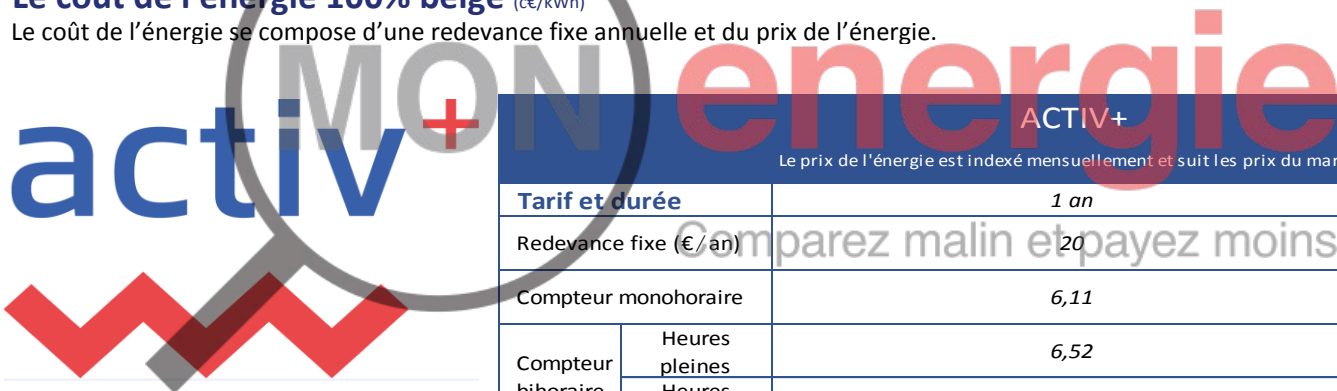 Le coût de l'énergie 100% belge (c€/kWh)
Le coût de l’énergie se compose d’une redevance fixe annuelle et du prix de l’énergie.
MON energie
activ+
ACTIV+
Le prix de l'énergie est indexé mensuellement et suit les prix du mar
Tarif et durée
1 an
Comparez malin et payez moins
Redevance fixe (€/an)
20
Compteur monohoraire
6,11
Compteur bihoraire
Heures
pleines
6,52
Heures